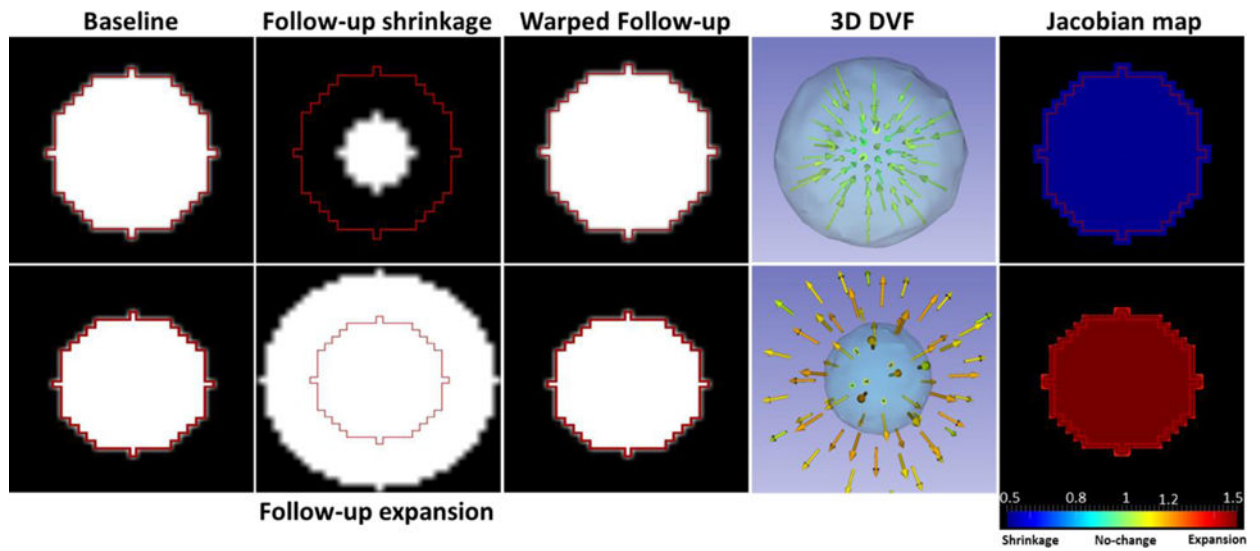 Baseline
Follow-up shrinkage
Warped Follow-up
3D DVF
Jacobian map
Follow-up expansion
0.5 0.8 1 1.2 1.5
Shrinkage No-change Expansion